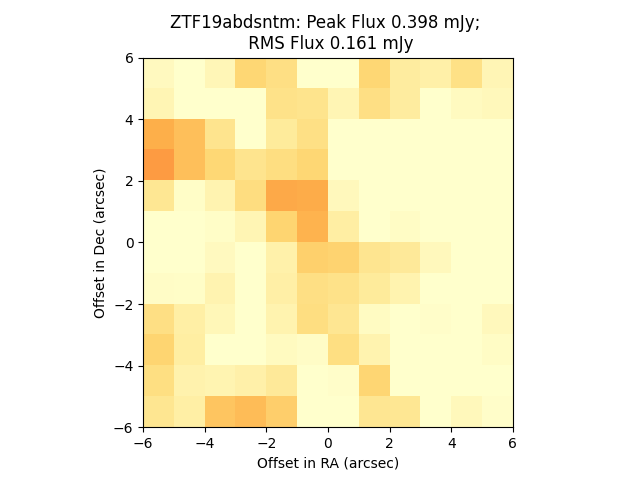 ZTF19abdsntm: Peak Flux 0.398 mJy;
RMS Flux 0.161 mJy
6
4
2
0
−2
−4
−6
Offset in Dec (arcsec)
−6 −4 −2 0 2 4 6
Offset in RA (arcsec)